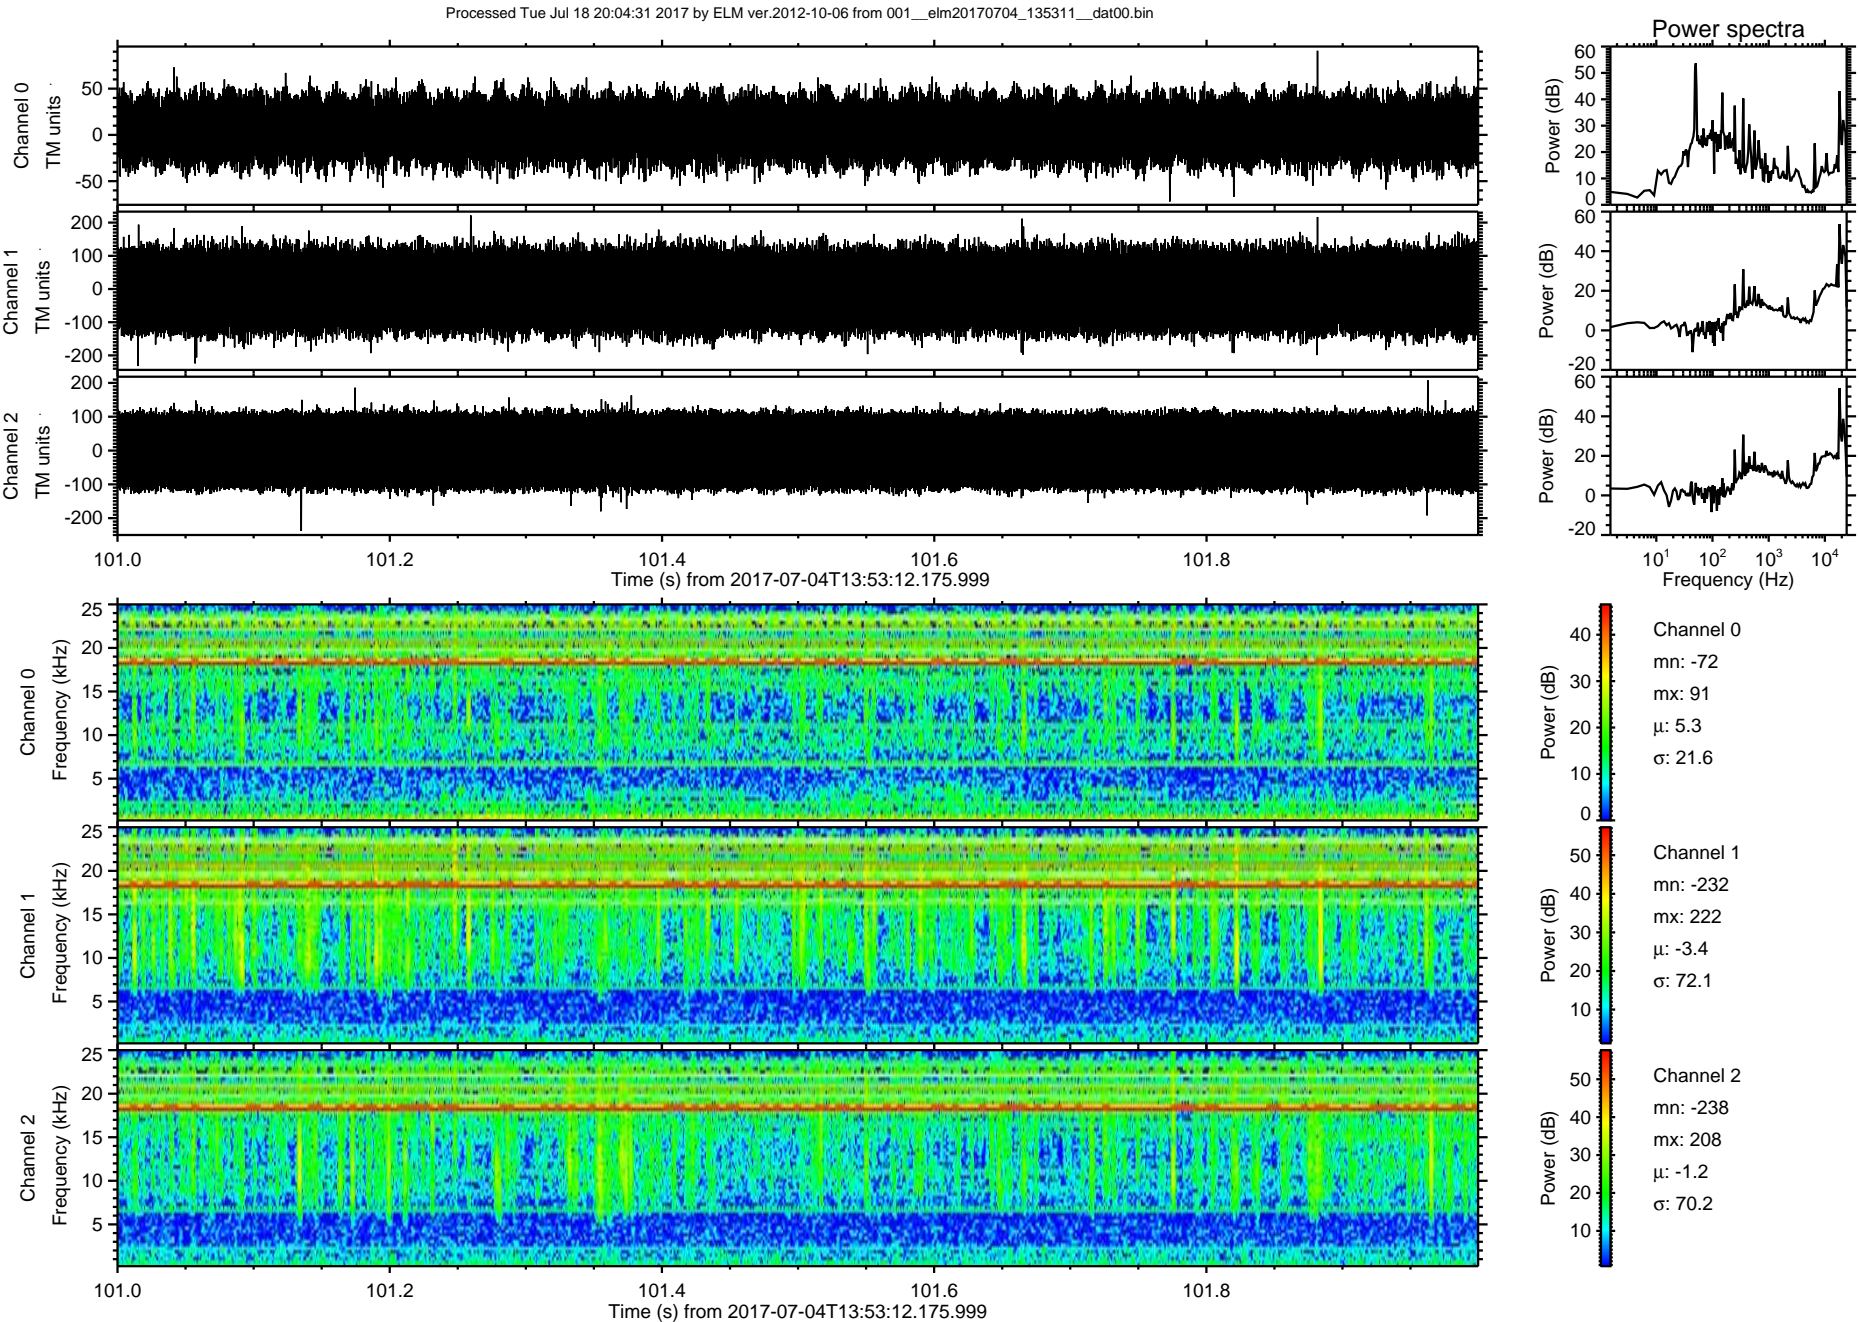 Processed Tue Jul 18 20:04:31 2017 by ELM ver.2012-10-06 from 001__elm20170704_135311__dat00.bin
Power spectra
Channel 0
TM units
50
0
-50
Power (dB)
60
50
40
30
20
10
0
Channel 1
TM units
200
100
0
-100
-200
Power (dB)
60
40
20
0
-20
Channel 2
TM units
200
100
0
-100
-200
Power (dB)
60
40
20
0
-20
101.0 101.2 101.4 101.6 101.8
Time (s) from 2017-07-04T13:53:12.175.999
10^1 10^2 10^3 10^4
Frequency (Hz)
Channel 0
Frequency (kHz)
25
20
15
10
5
Power (dB)
40
30
20
10
0
Channel 0
mn: -72
mx: 91
μ: 5.3
σ: 21.6
Channel 1
Frequency (kHz)
25
20
15
10
5
Power (dB)
50
40
30
20
10
Channel 1
mn: -232
mx: 222
μ: -3.4
σ: 72.1
Channel 2
Frequency (kHz)
25
20
15
10
5
Power (dB)
50
40
30
20
10
Channel 2
mn: -238
mx: 208
μ: -1.2
σ: 70.2
101.0 101.2 101.4 101.6 101.8
Time (s) from 2017-07-04T13:53:12.175.999